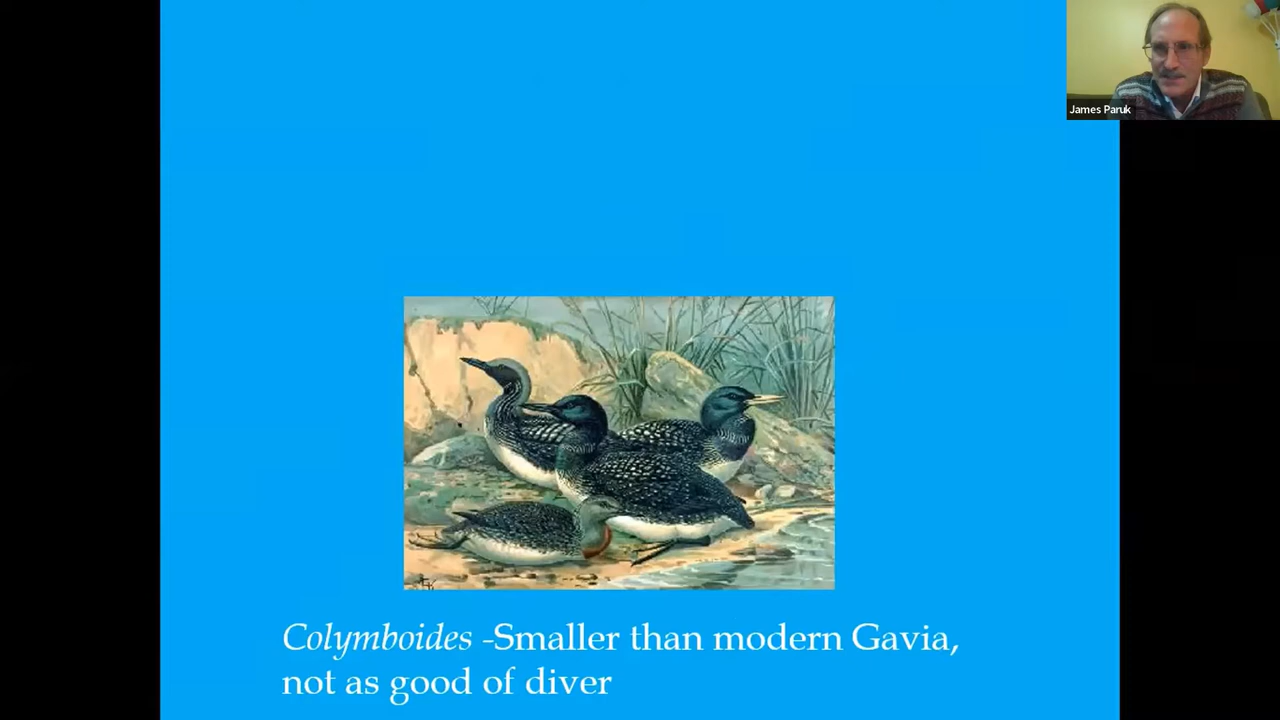 James Paruk
Colymboides -Smaller than modern Gavia,
not as good of diver